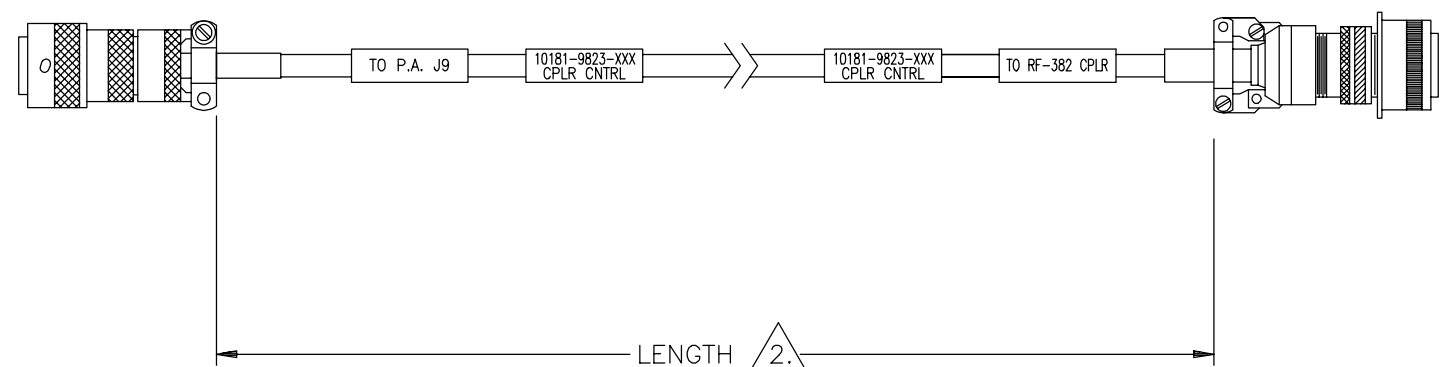 TO P.A. J9
10181-9823-XXX
CPLR CNTRL
10181-9823-XXX
CPLR CNTRL
TO RF-382 CPLR
LENGTH 2.